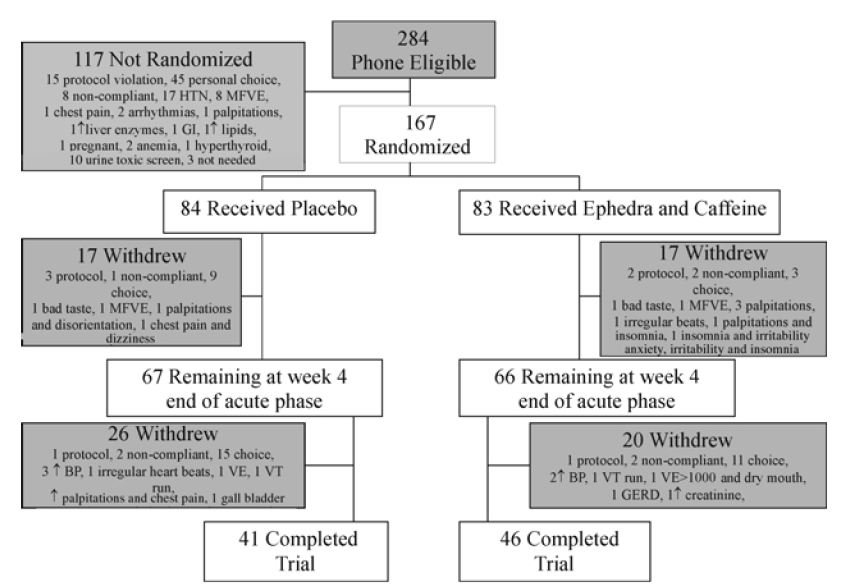 284
Phone Eligible
117 Not Randomized
15 protocol violation, 45 personal choice,
8 non-compliant, 17 HTN, 8 MFVE,
1 chest pain, 2 arrhythmias, 1 palpitations,
1↑liver enzymes, 1 GI, 1↑ lipids,
1 pregnant, 2 anemia, 1 hyperthyroid,
10 urine toxic screen, 3 not needed
167
Randomized
84 Received Placebo
83 Received Ephedra and Caffeine
17 Withdrew
3 protocol, 1 non-compliant, 9
choice,
1 bad taste, 1 MFVE, 1 palpitations
and disorientation, 1 chest pain and
dizziness
17 Withdrew
2 protocol, 2 non-compliant, 3
choice,
1 bad taste, 1 MFVE, 3 palpitations,
1 irregular beats, 1 palpitations and
insomnia, 1 insomnia and irritability
anxiety, irritability and insomnia
67 Remaining at week 4
end of acute phase
66 Remaining at week 4
end of acute phase
26 Withdrew
1 protocol, 2 non-compliant, 15 choice,
3 ↑ BP, 1 irregular heart beats, 1 VE, 1 VT
run,
↑ palpitations and chest pain, 1 gall bladder
20 Withdrew
1 protocol, 2 non-compliant, 11 choice,
2↑ BP, 1 VT run, 1 VE>1000 and dry mouth,
1 GERD, 1↑ creatinine,
41 Completed
Trial
46 Completed
Trial